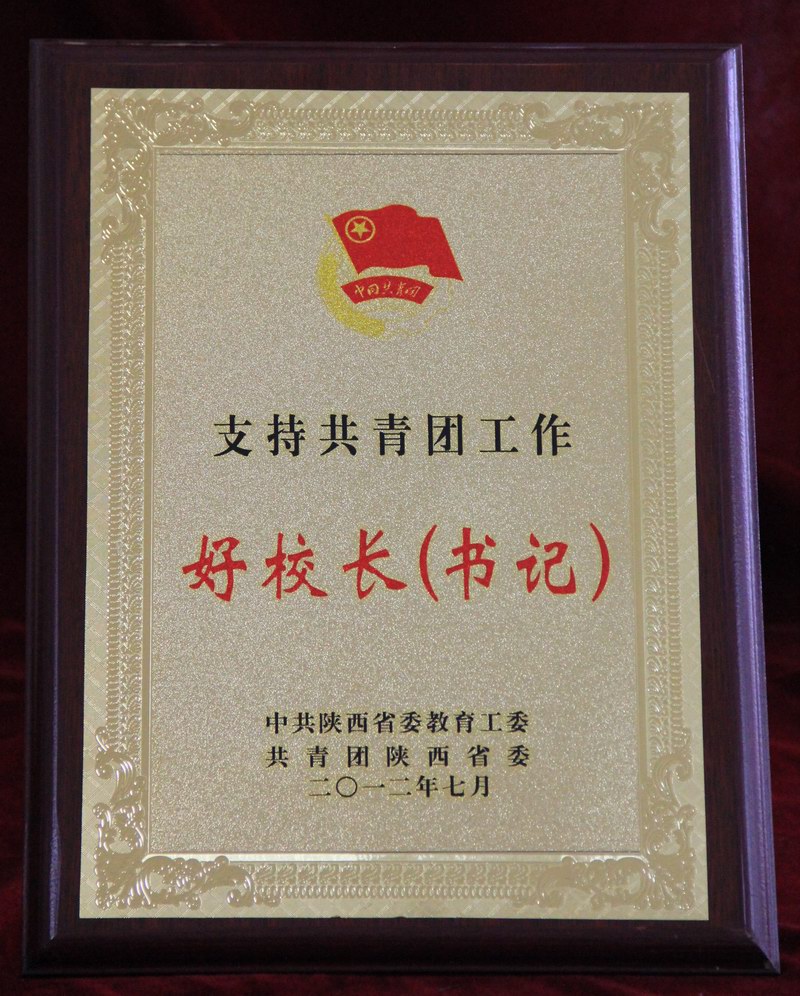 中国共青团
支持共青团工作
好校长(书记)
中共陕西省委教育工委
共青团陕西省委
二〇一二年七月